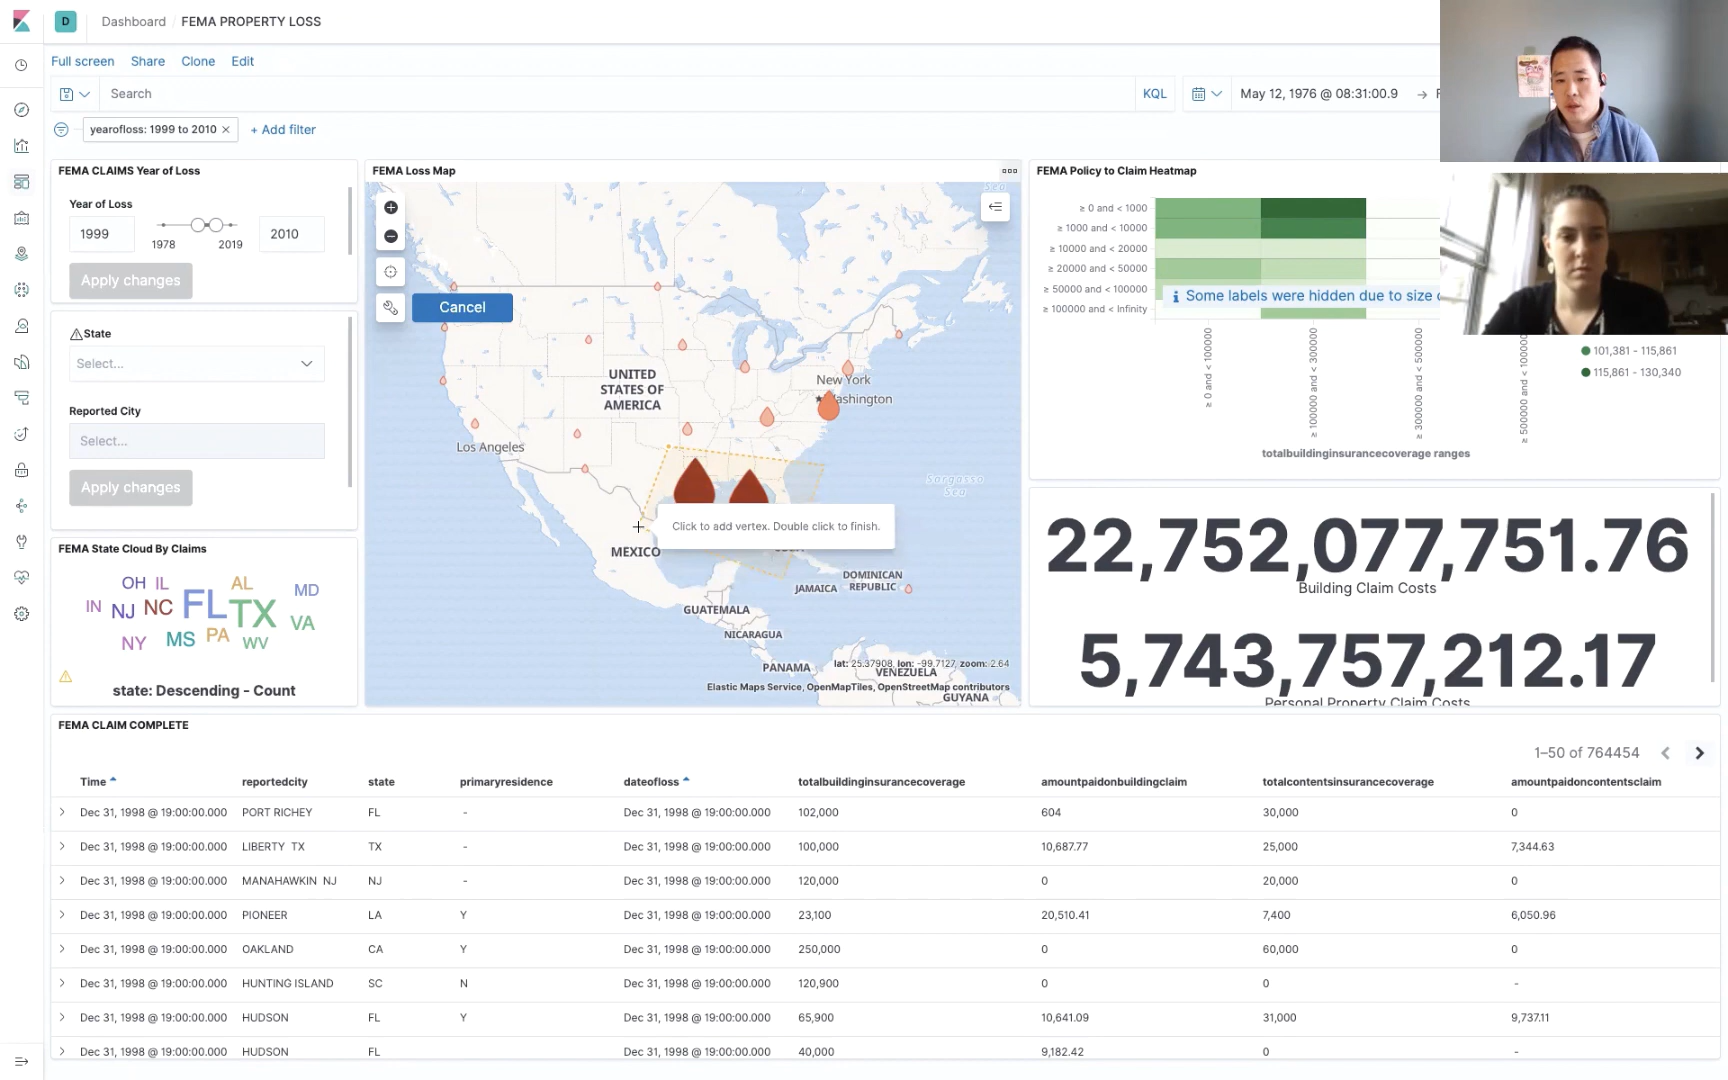 D Dashboard / FEMA PROPERTY LOSS
Full screen Share Clone Edit
Search KQL May 12, 1976 @ 08:31:00.9 →
yearofloss: 1999 to 2010 × + Add filter
FEMA CLAIMS Year of Loss
Year of Loss
1999 1978 2019 2010
Apply changes
State
Select...
Reported City
Select...
Apply changes
FEMA State Cloud By Claims
OH IL AL MD
IN NJ NC FL TX VA
NY MS PA WV
state: Descending - Count
FEMA Loss Map
Cancel
UNITED
STATES OF
AMERICA
New York
Washington
Los Angeles
Sargasso
Sea
Click to add vertex. Double click to finish.
MEXICO
JAMAICA
DOMINICAN
REPUBLIC
GUATEMALA
NICARAGUA
PANAMA
lat: 25.37908, lon: -99.7127, zoom: 2.64
VENEZUELA
Elastic Maps Service, OpenMapTiles, OpenStreetMap contributors
GUYANA
FEMA Policy to Claim Heatmap
≥ 0 and < 1000
≥ 1000 and < 10000
≥ 10000 and < 20000
≥ 20000 and < 50000
≥ 50000 and < 100000
≥ 100000 and < Infinity
Some labels were hidden due to size
≥ 0 and < 100000
≥ 100000 and < 300000
≥ 300000 and < 500000
101,381 - 115,861
115,861 - 130,340
totalbuildinginsurancecoverage ranges
22,752,077,751.76
Building Claim Costs
5,743,757,212.17
Personal Property Claim Costs
FEMA CLAIM COMPLETE
1–50 of 764454
Time reportedcity state primaryresidence dateofloss totalbuildinginsurancecoverage amountpaidonbuildingclaim totalcontentsinsurancecoverage amountpaidoncontentsclaim
Dec 31, 1998 @ 19:00:00.000 PORT RICHEY FL - Dec 31, 1998 @ 19:00:00.000 102,000 604 30,000 0
Dec 31, 1998 @ 19:00:00.000 LIBERTY TX TX - Dec 31, 1998 @ 19:00:00.000 100,000 10,687.77 25,000 7,344.63
Dec 31, 1998 @ 19:00:00.000 MANAHAWKIN NJ NJ - Dec 31, 1998 @ 19:00:00.000 120,000 0 20,000 0
Dec 31, 1998 @ 19:00:00.000 PIONEER LA Y Dec 31, 1998 @ 19:00:00.000 23,100 20,510.41 7,400 6,050.96
Dec 31, 1998 @ 19:00:00.000 OAKLAND CA Y Dec 31, 1998 @ 19:00:00.000 250,000 0 60,000 0
Dec 31, 1998 @ 19:00:00.000 HUNTING ISLAND SC N Dec 31, 1998 @ 19:00:00.000 120,900 0 0 -
Dec 31, 1998 @ 19:00:00.000 HUDSON FL Y Dec 31, 1998 @ 19:00:00.000 65,900 10,641.09 31,000 9,737.11
Dec 31, 1998 @ 19:00:00.000 HUDSON FL Dec 31, 1998 @ 19:00:00.000 40,000 9,182.42 0 -